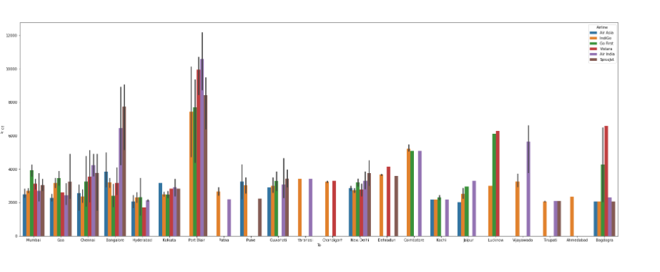 Airline
Air Asia
IndiGo
Go First
Vistara
Air India
SpiceJet
12000
10000
8000
6000
4000
2000
0
Mumbai Goa Chennai Bangalore Hyderabad Kolkata Port Blair Pune Guwahati Varanasi Chandigarh New Delhi Dehradun Coimbatore Kochi Jaipur Lucknow Vijayawada Tirupati Ahmedabad Bagdogra